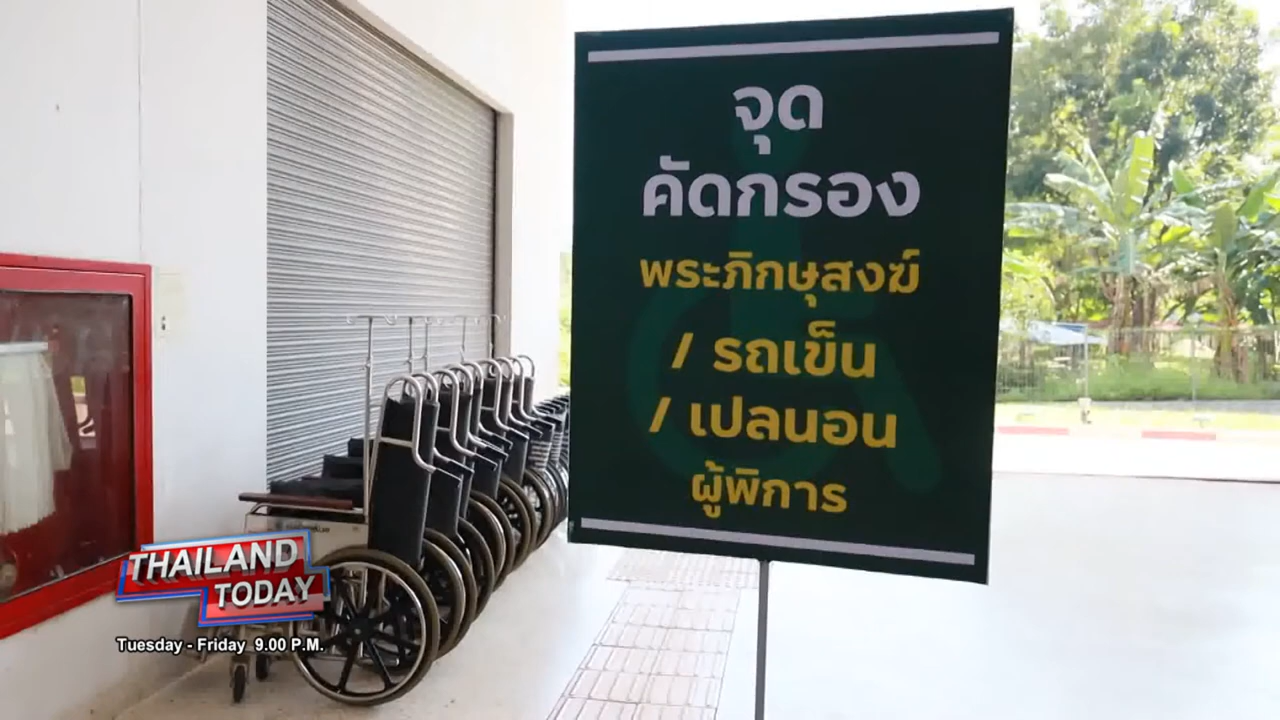 จุด
คัดกรอง
พระภิกษุสงฆ์
/ รถเข็น
/ เปลนอน
ผู้พิการ
THAILAND
TODAY
Tuesday - Friday 9.00 P.M.